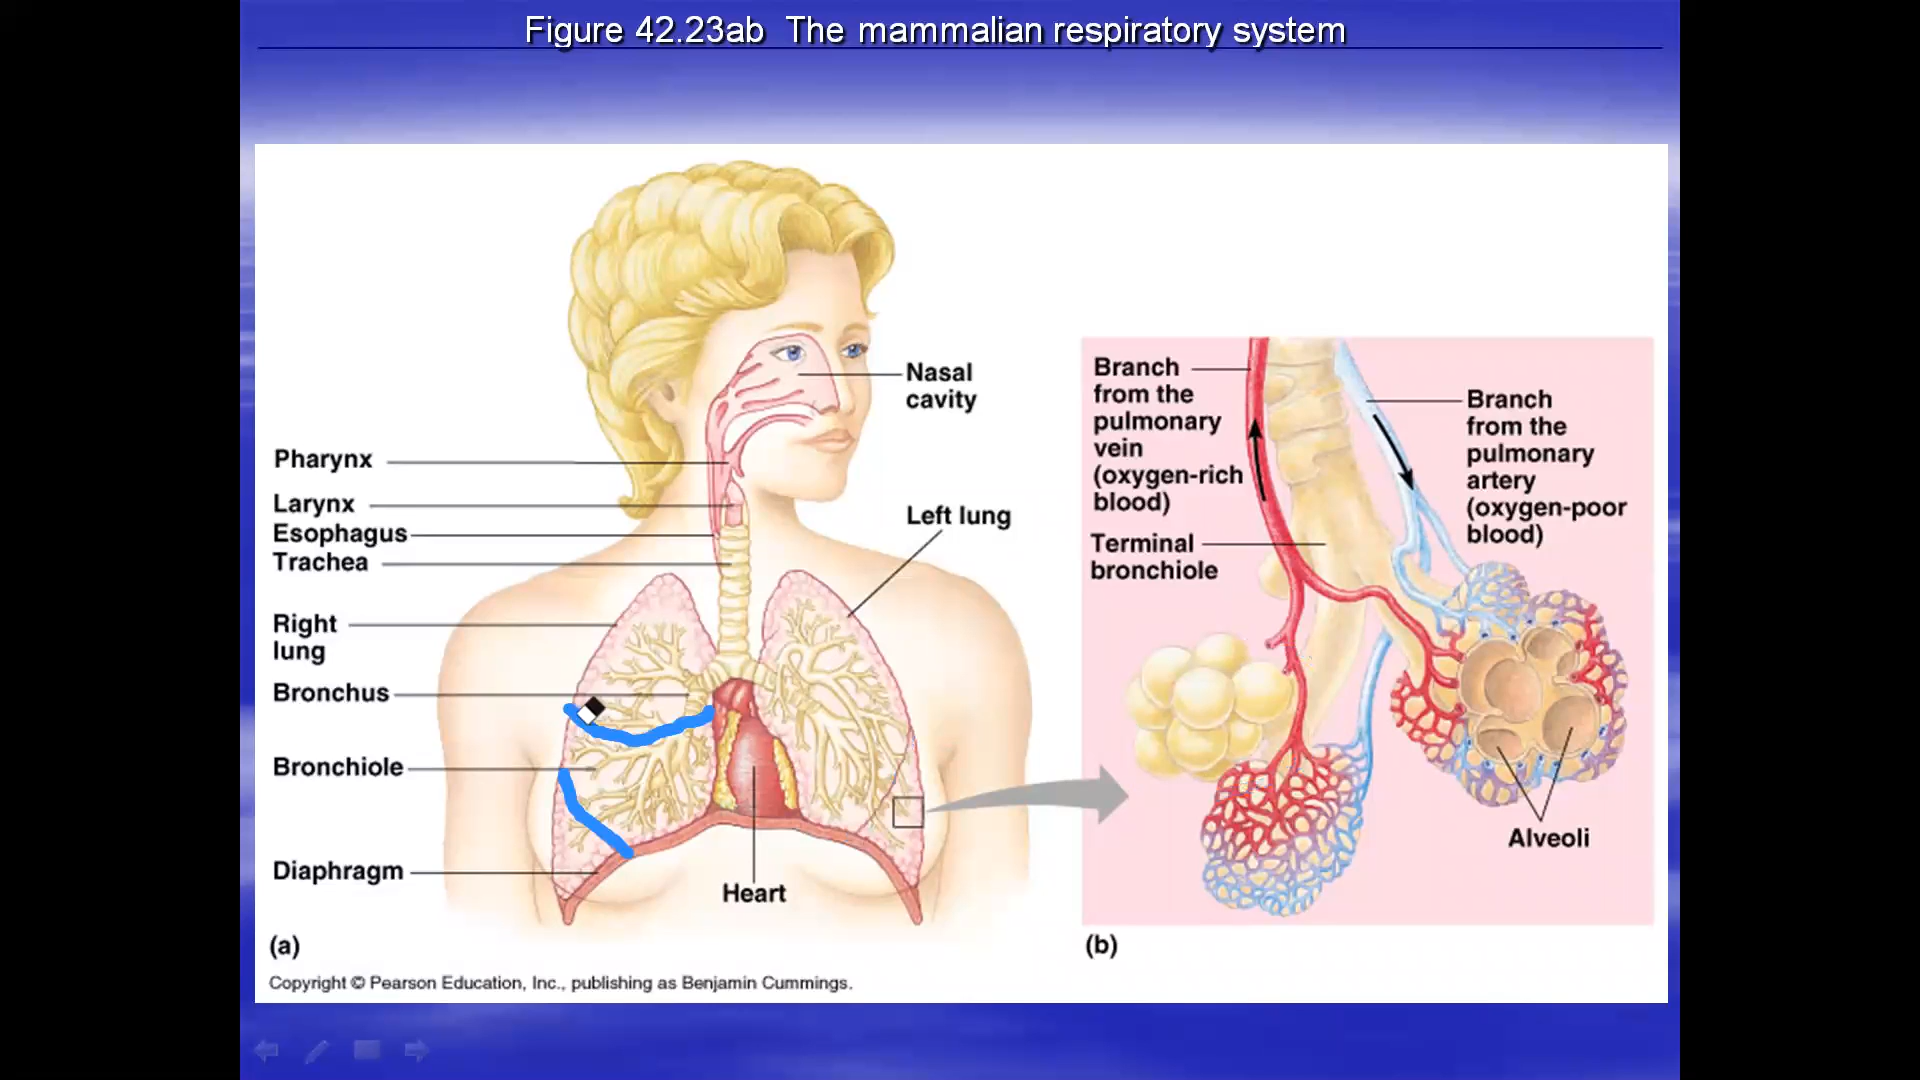 Figure 42.23ab  The mammalian respiratory system
Nasal
cavity
Pharynx
Larynx
Esophagus
Trachea
Left lung
Right
lung
Bronchus
Bronchiole
Diaphragm
Heart
(a)
Branch
from the
pulmonary
vein
(oxygen-rich
blood)
Terminal
bronchiole
Branch
from the
pulmonary
artery
(oxygen-poor
blood)
Alveoli
(b)
Copyright © Pearson Education, Inc., publishing as Benjamin Cummings.